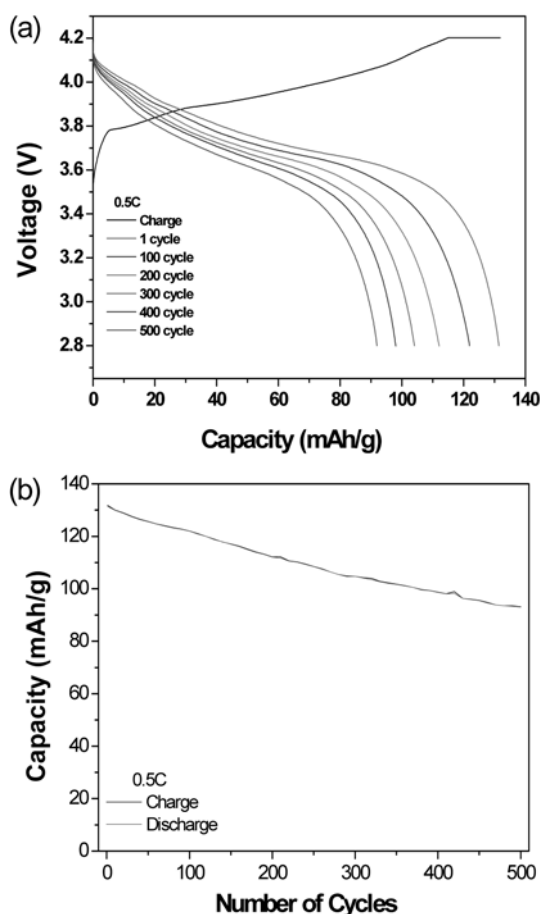 (a)
4.2
4.0
3.8
3.6
3.4
3.2
3.0
2.8
Voltage (V)
0.5C
Charge
1 cycle
100 cycle
200 cycle
300 cycle
400 cycle
500 cycle
0 20 40 60 80 100 120 140
Capacity (mAh/g)
(b)
140
120
100
80
60
40
20
0
Capacity (mAh/g)
0.5C
Charge
Discharge
0 100 200 300 400 500
Number of Cycles